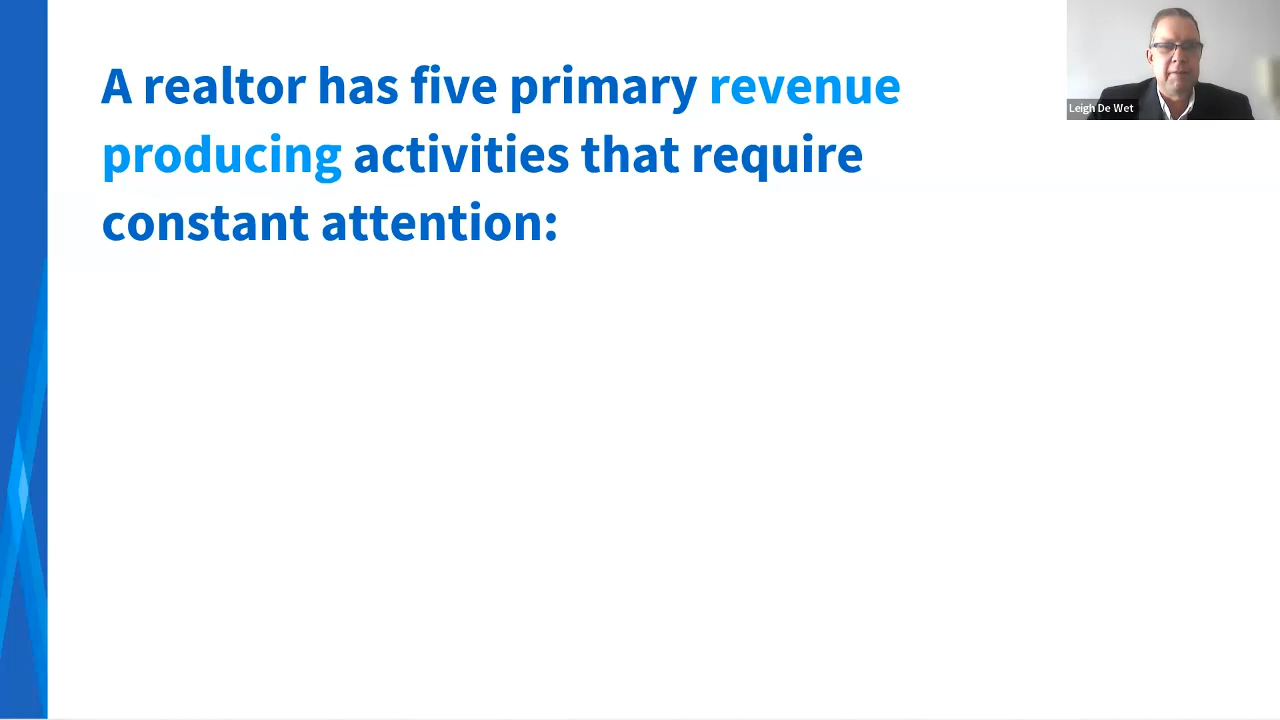 A realtor has five primary revenue
producing activities that require
constant attention:
Leigh De Wet